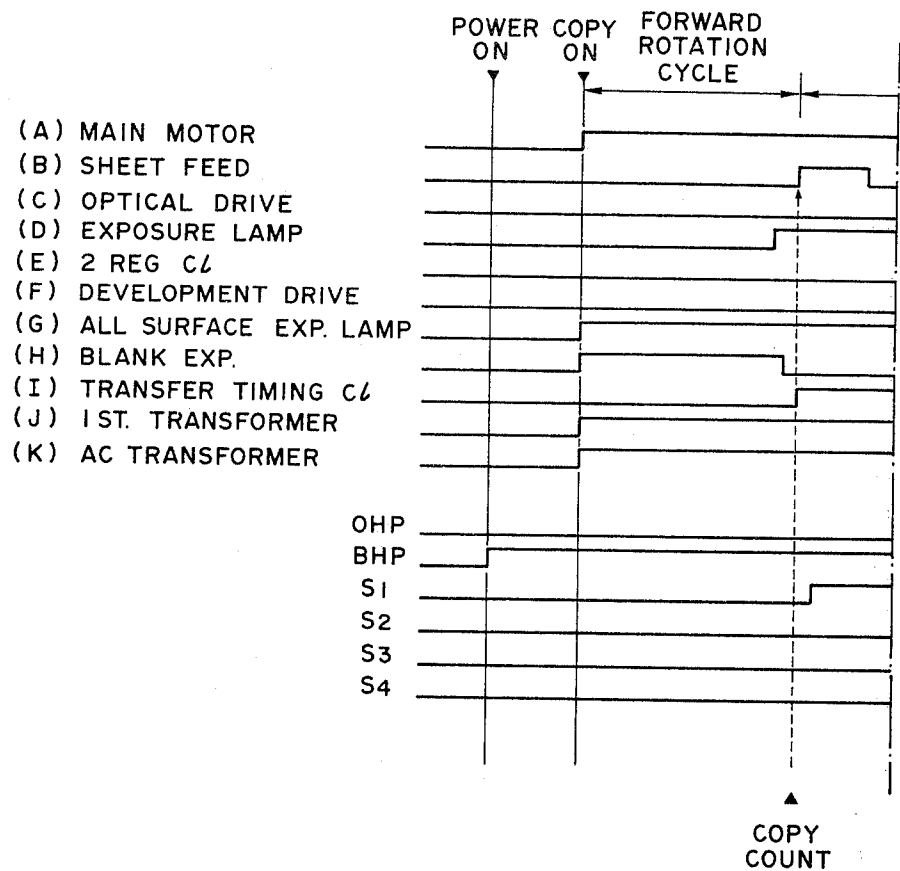 POWER ON
COPY ON
FORWARD ROTATION CYCLE
(A) MAIN MOTOR
(B) SHEET FEED
(C) OPTICAL DRIVE
(D) EXPOSURE LAMP
(E) 2 REG Cl
(F) DEVELOPMENT DRIVE
(G) ALL SURFACE EXP. LAMP
(H) BLANK EXP.
(I) TRANSFER TIMING Cl
(J) 1ST. TRANSFORMER
(K) AC TRANSFORMER
OHP
BHP
S1
S2
S3
S4
COPY
COUNT